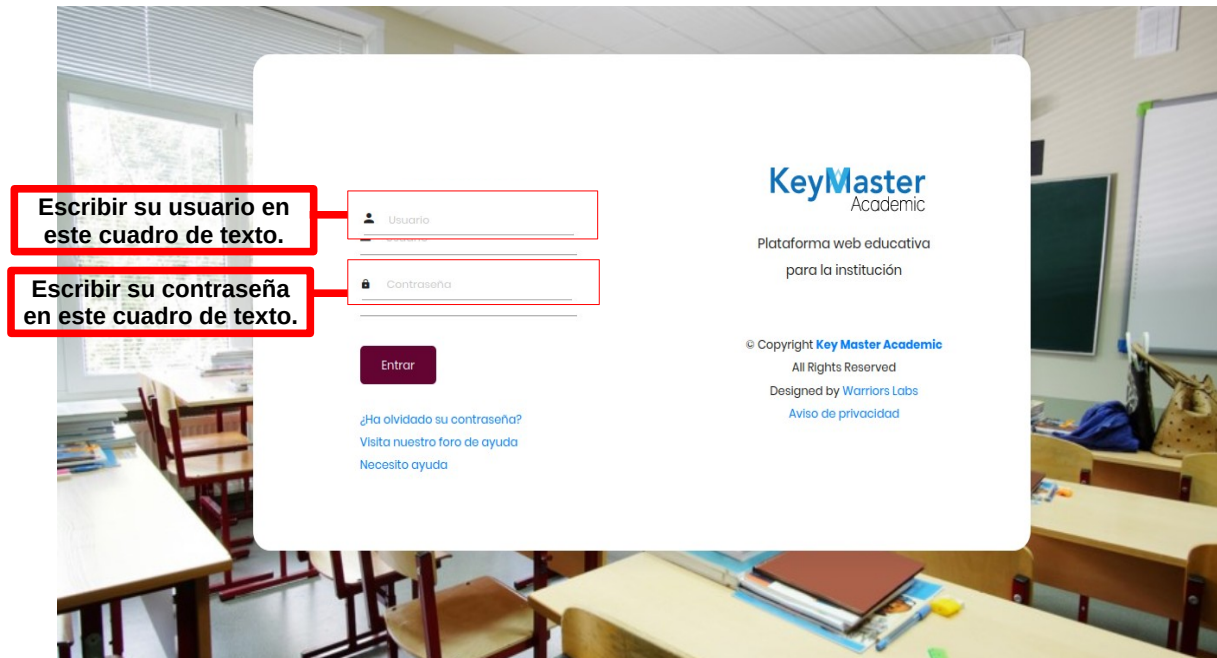 Escribir su usuario en
este cuadro de texto.
Usuario
Escribir su contraseña
en este cuadro de texto.
Contraseña
Entrar
¿Ha olvidado su contraseña?
Visita nuestro foro de ayuda
Necesito ayuda
KeyMaster
Academic
Plataforma web educativa
para la institución
© Copyright Key Master Academic
All Rights Reserved
Designed by Warriors Labs
Aviso de privacidad